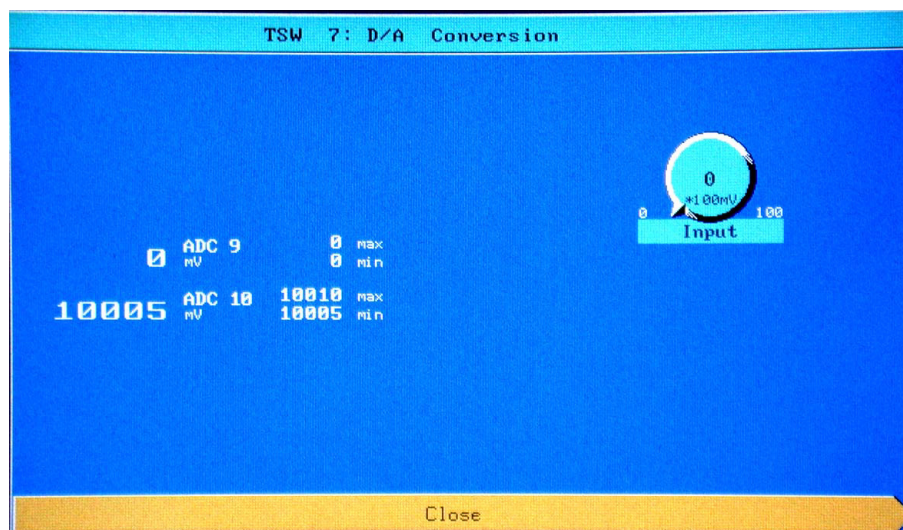 TSW 7: D/A Conversion
0
*100mV
0 100
Input
0 ADC 9 0 max
mV 0 min
10005 ADC 10 10010 max
mV 10005 min
Close